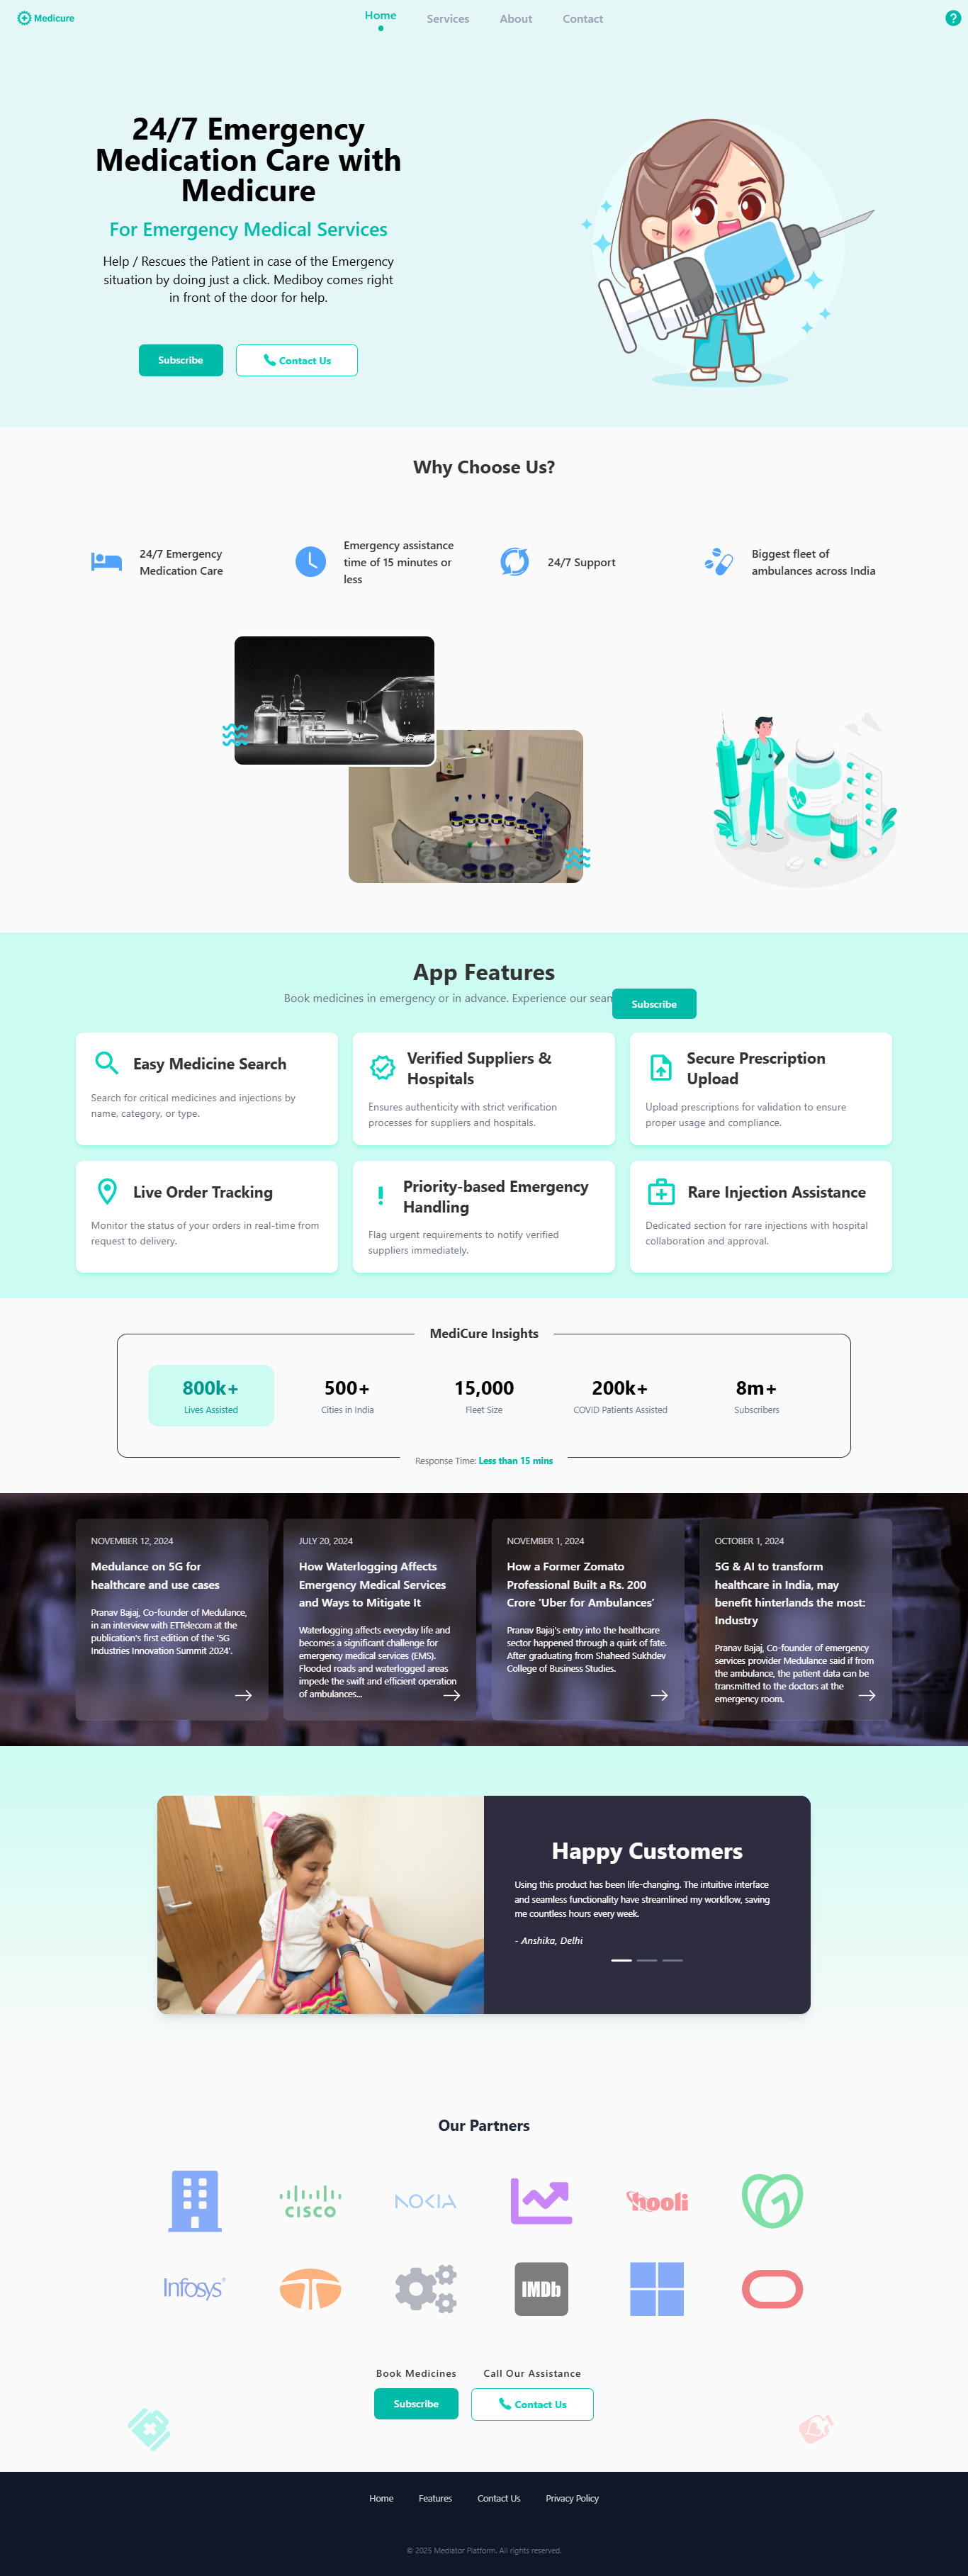 Medicure
Home
Services
About
Contact
?
24/7 Emergency
Medication Care with
Medicure
For Emergency Medical Services
Help / Rescues the Patient in case of the Emergency
situation by doing just a click. Mediboy comes right
in front of the door for help.
Subscribe
Contact Us
Why Choose Us?
24/7 Emergency
Medication Care
Emergency assistance
time of 15 minutes or
less
24/7 Support
Biggest fleet of
ambulances across India
App Features
Book medicines in emergency or in advance. Experience our
Subscribe
Easy Medicine Search
Search for critical medicines and injections by
name, category, or type.
Verified Suppliers &
Hospitals
Ensures authenticity with strict verification
processes for suppliers and hospitals.
Secure Prescription
Upload
Upload prescriptions for validation to ensure
proper usage and compliance.
Live Order Tracking
Monitor the status of your orders in real-time from
request to delivery.
Priority-based Emergency
Handling
Flag urgent requirements to notify verified
suppliers immediately.
Rare Injection Assistance
Dedicated section for rare injections with hospital
collaboration and approval.
MediCure Insights
800k+
Lives Assisted
500+
Cities in India
15,000
Fleet Size
200k+
COVID Patients Assisted
8m+
Subscribers
Response Time: Less than 15 mins
NOVEMBER 12, 2024
Medulance on 5G for
healthcare and use cases
Pranav Bajaj, Co-founder of Medulance,
in an interview with ETTelecom at the
publication's first edition of the '5G
Industries Innovation Summit 2024'.
JULY 20, 2024
How Waterlogging Affects
Emergency Medical Services
and Ways to Mitigate It
Waterlogging affects everyday life and
becomes a significant challenge for
emergency medical services (EMS).
Flooded roads and waterlogged areas
impede the swift and efficient operation
of ambulances...
NOVEMBER 1, 2024
How a Former Zomato
Professional Built a Rs. 200
Crore ‘Uber for Ambulances’
Pranav Bajaj's entry into the healthcare
sector happened through a quirk of fate.
After graduating from Shaheed Sukhdev
College of Business Studies.
OCTOBER 1, 2024
5G & AI to transform
healthcare in India, may
benefit hinterlands the most:
Industry
Pranav Bajaj, Co-founder of emergency
services provider Medulance said if from
the ambulance, the patient data can be
transmitted to the doctors at the
emergency room.
Happy Customers
Using this product has been life-changing. The intuitive interface
and seamless functionality have streamlined my workflow, saving
me countless hours every week.
- Anshika, Delhi
Our Partners
CISCO
NOKIA
hooli
Infosys®
IMDb
Book Medicines
Call Our Assistance
Subscribe
Contact Us
Home
Features
Contact Us
Privacy Policy
© 2025 Mediator Platform. All rights reserved.